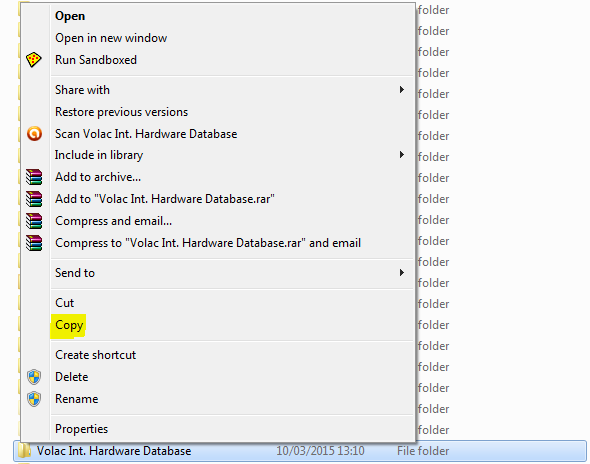 Open
folder
Open in new window
folder
Run Sandboxed
folder
folder
Share with
folder
Restore previous versions
folder
Scan Volac Int. Hardware Database
folder
Include in library
folder
Add to archive...
folder
Add to "Volac Int. Hardware Database.rar"
folder
Compress and email...
folder
Compress to "Volac Int. Hardware Database.rar" and email
folder
folder
Send to
folder
folder
Cut
folder
Copy
folder
folder
Create shortcut
folder
Delete
folder
Rename
folder
Properties
folder
Volac Int. Hardware Database 10/03/2015 13:10 File folder